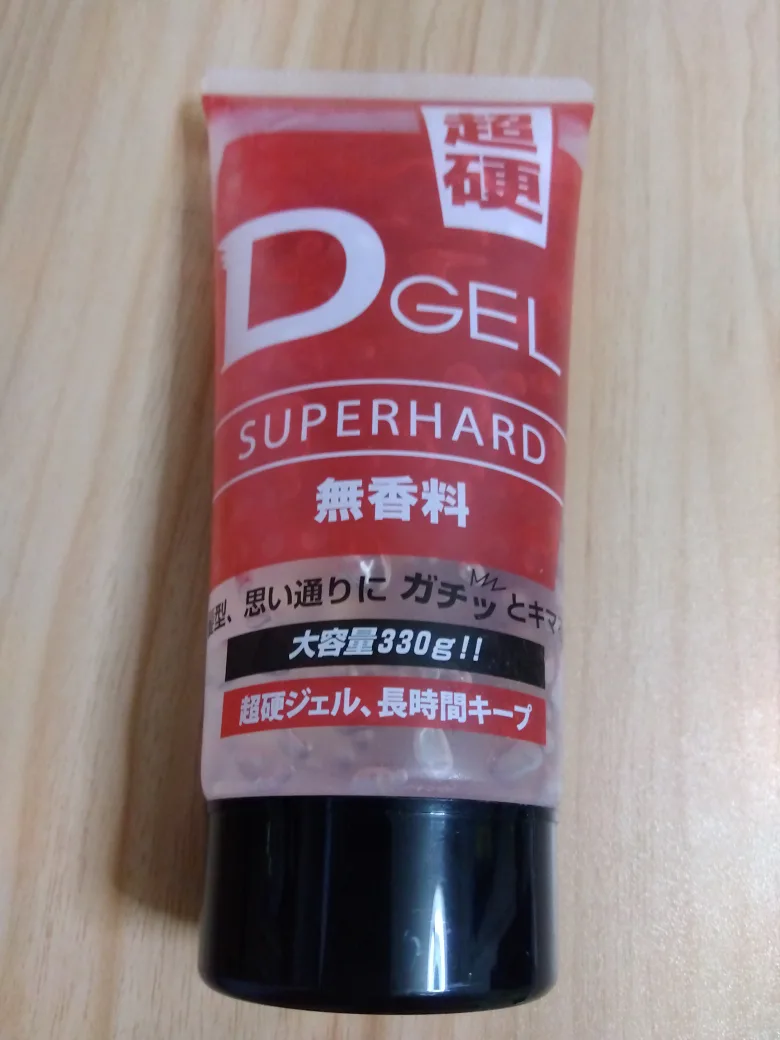 超硬
D GEL
SUPERHARD
無香料
型、思い通りに ガチッとキマ
大容量330g!!
超硬ジェル、長時間キープ